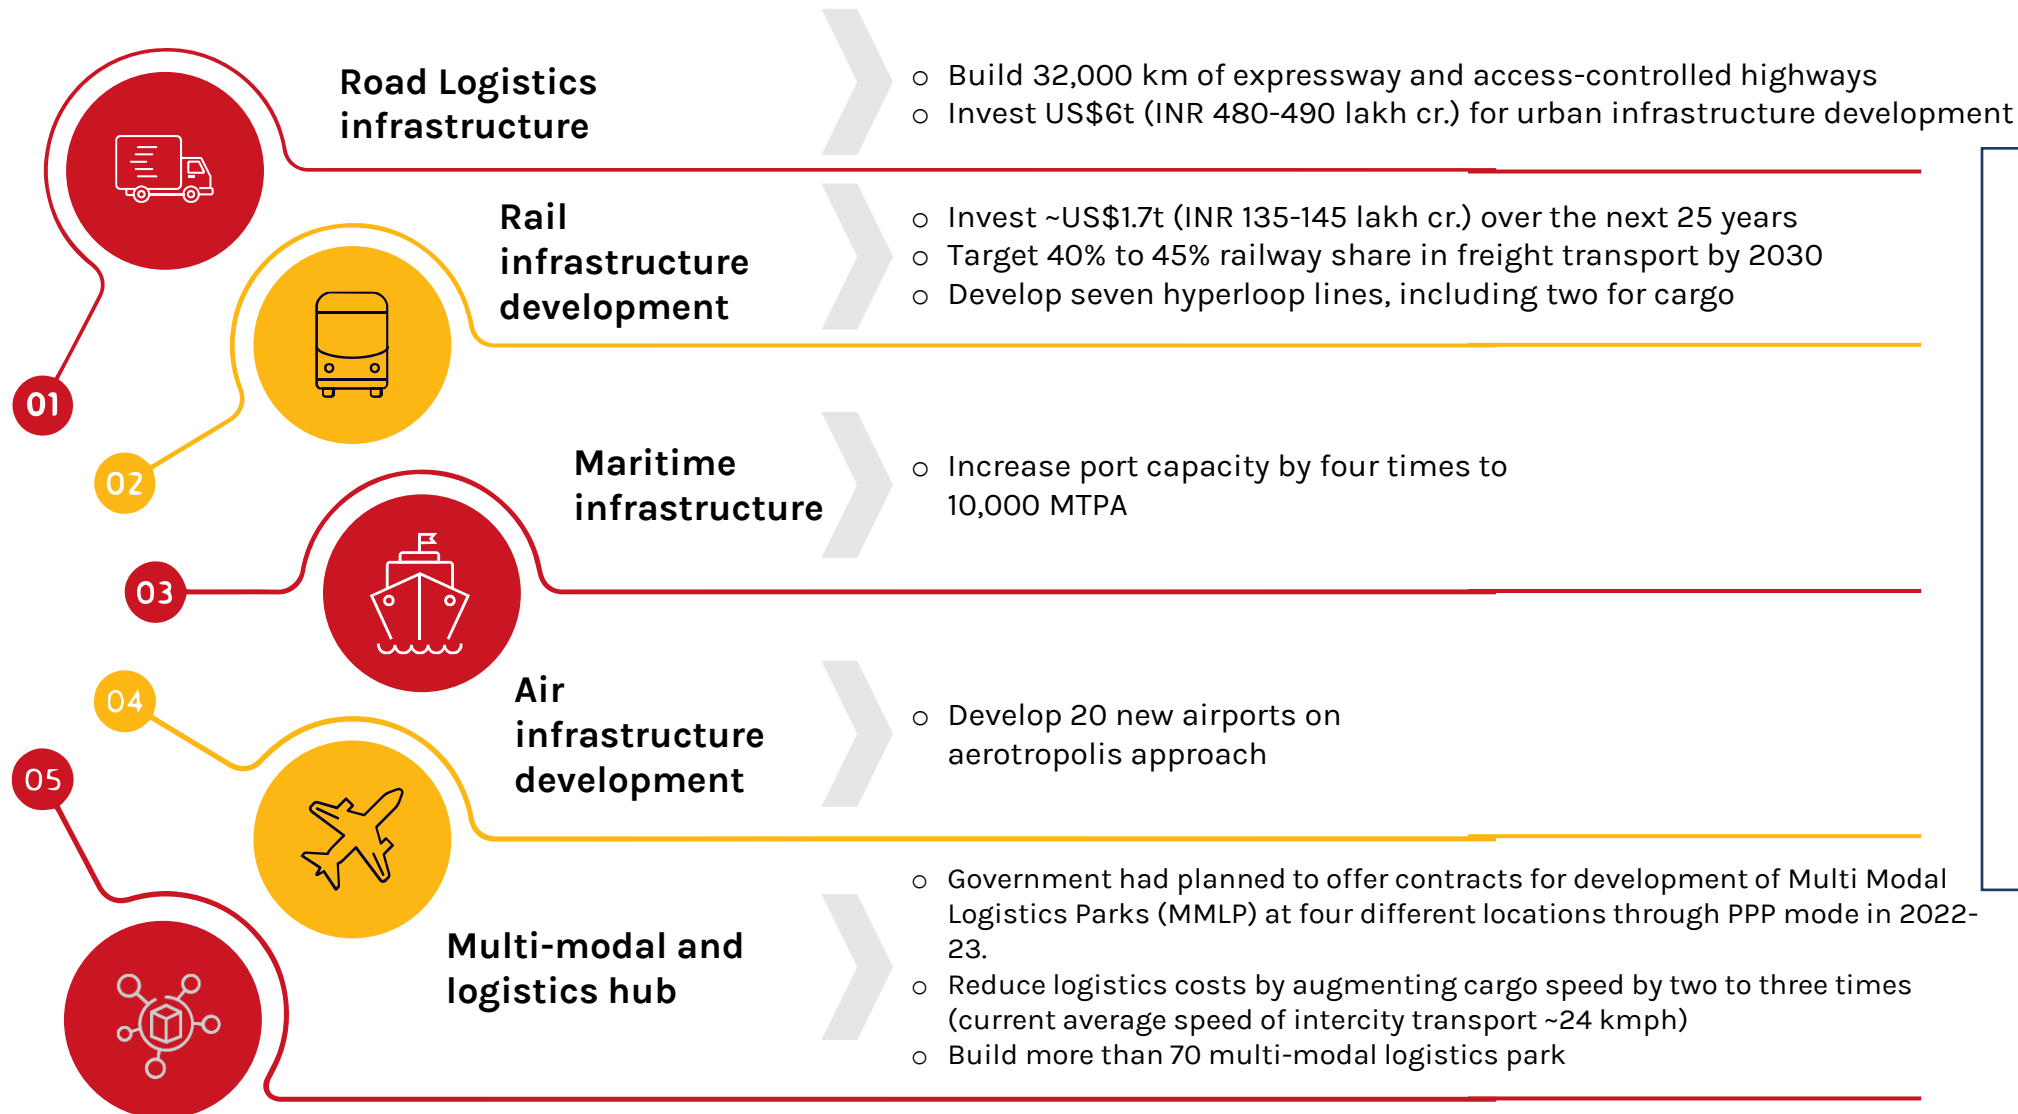 Road Logistics
infrastructure
○ Build 32,000 km of expressway and access-controlled highways
○ Invest US$6t (INR 480-490 lakh cr.) for urban infrastructure development
01
Rail
infrastructure
development
○ Invest ~US$1.7t (INR 135-145 lakh cr.) over the next 25 years
○ Target 40% to 45% railway share in freight transport by 2030
○ Develop seven hyperloop lines, including two for cargo
02
Maritime
infrastructure
○ Increase port capacity by four times to
10,000 MTPA
03
Air
infrastructure
development
○ Develop 20 new airports on
aerotropolis approach
04
05
Multi-modal and
logistics hub
○ Government had planned to offer contracts for development of Multi Modal
Logistics Parks (MMLP) at four different locations through PPP mode in 2022-
23.
○ Reduce logistics costs by augmenting cargo speed by two to three times
(current average speed of intercity transport ~24 kmph)
○ Build more than 70 multi-modal logistics park